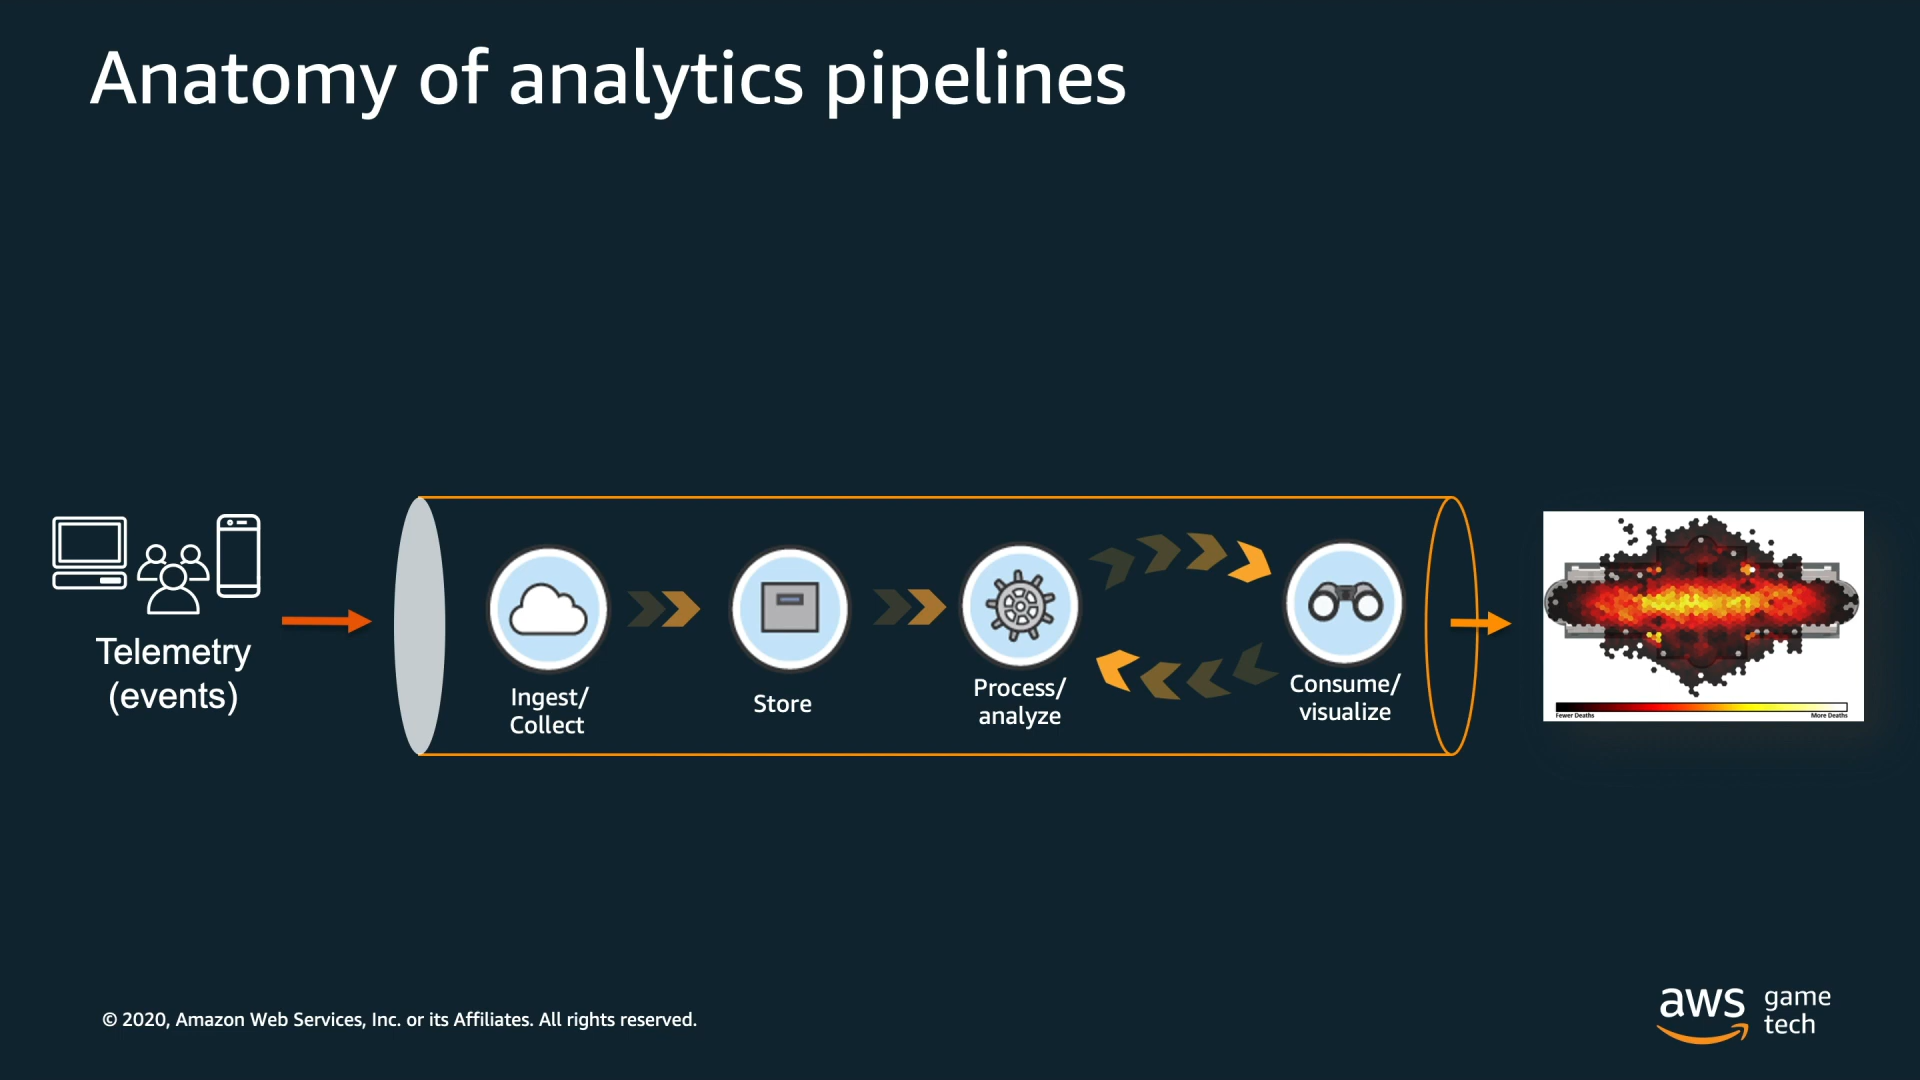 Anatomy of analytics pipelines
Telemetry
(events)
Ingest/
Collect
Store
Process/
analyze
Consume/
visualize
Fewer Deaths
More Deaths
© 2020, Amazon Web Services, Inc. or its Affiliates. All rights reserved.
aws
game
tech